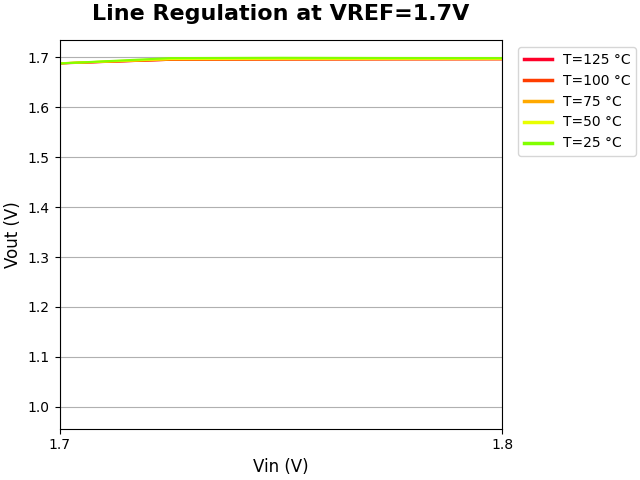 Line Regulation at VREF=1.7V
T=125 °C
T=100 °C
T=75 °C
T=50 °C
T=25 °C
Vout (V)
1.7
1.6
1.5
1.4
1.3
1.2
1.1
1.0
1.7
1.8
Vin (V)